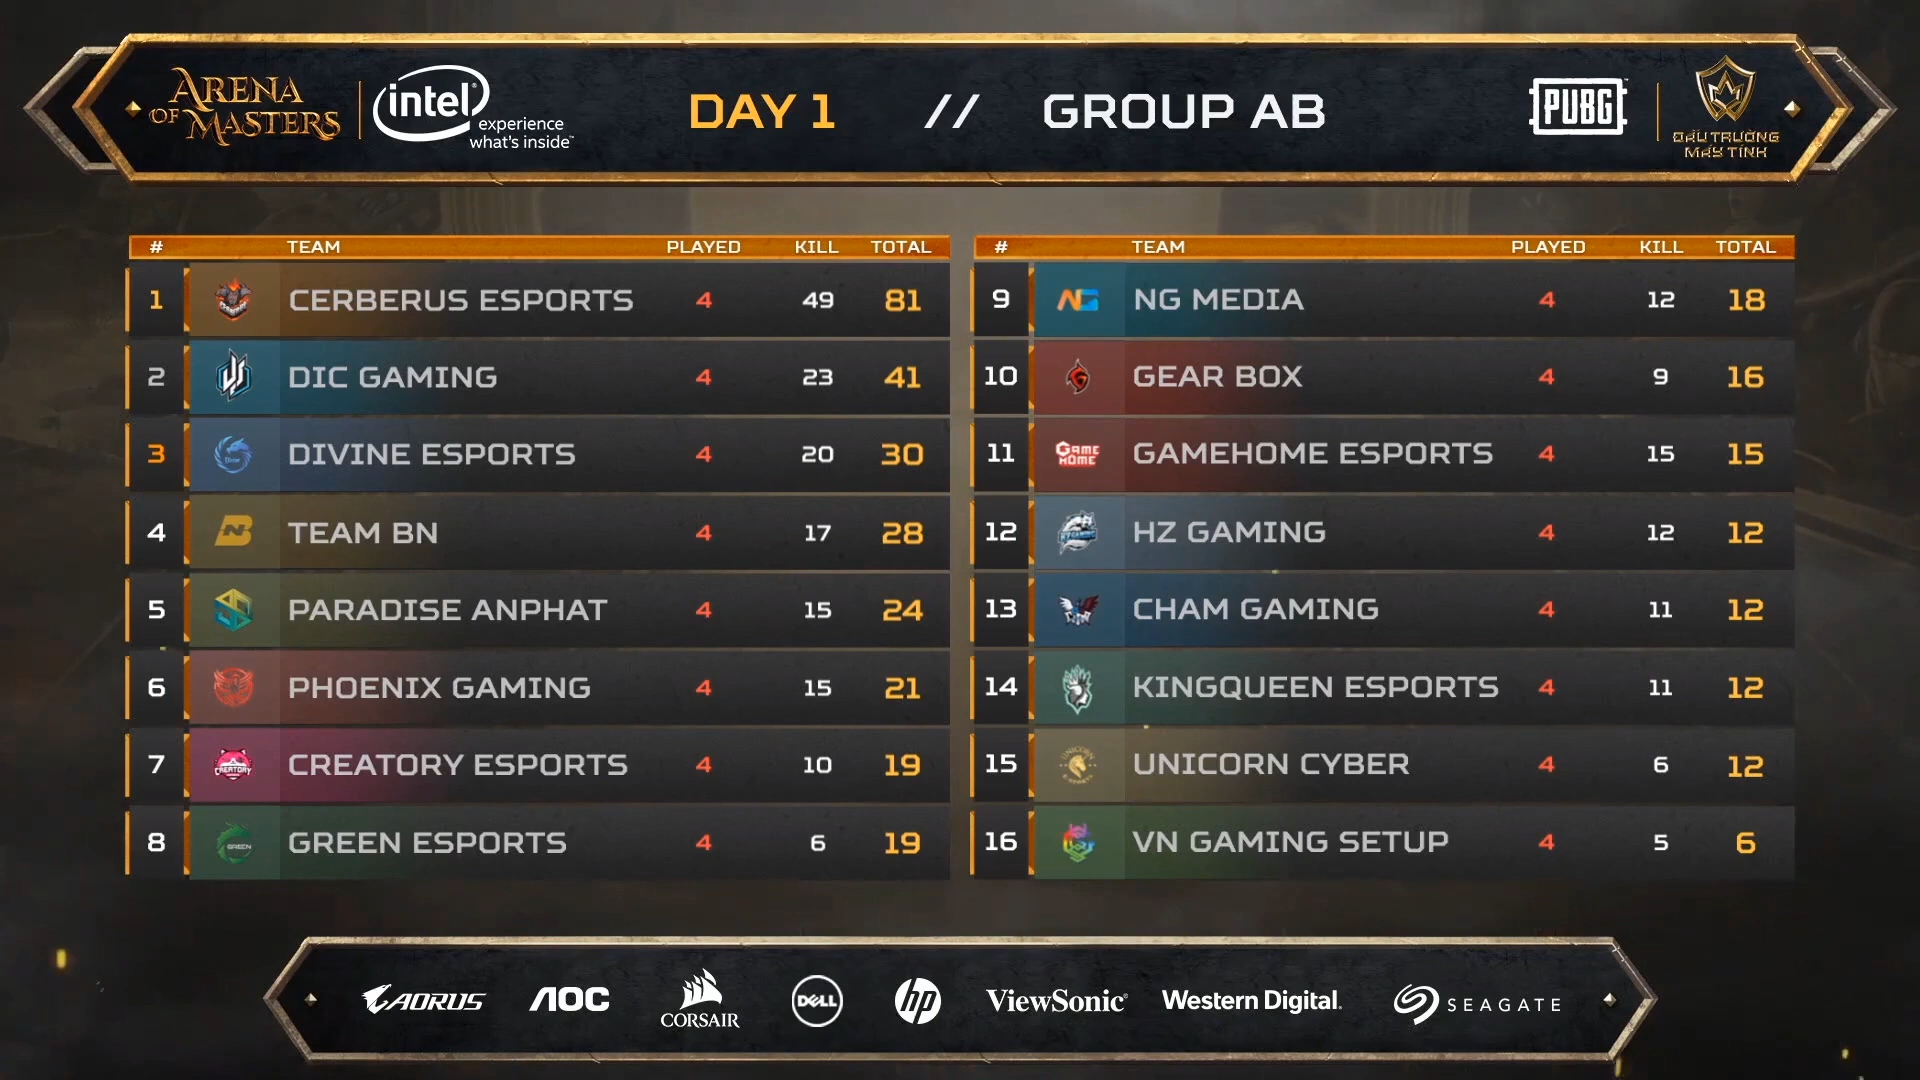 ARENA OF MASTERS
intel experience what's inside™
DAY 1 // GROUP AB
PUBG
ĐẤU TRƯỜNG
MÁY TÍNH
# TEAM PLAYED KILL TOTAL
1 CERBERUS ESPORTS 4 49 81
2 DIC GAMING 4 23 41
3 DIVINE ESPORTS 4 20 30
4 TEAM BN 4 17 28
5 PARADISE ANPHAT 4 15 24
6 PHOENIX GAMING 4 15 21
7 CREATORY CREATORY ESPORTS 4 10 19
8 GREEN GREEN ESPORTS 4 6 19
# TEAM PLAYED KILL TOTAL
9 NG NG MEDIA 4 12 18
10 GEAR BOX 4 9 16
11 GAME HOME GAMEHOME ESPORTS 4 15 15
12 HZ GAMING 4 12 12
13 CHAM GAMING 4 11 12
14 KINGQUEEN ESPORTS 4 11 12
15 UNICORN CYBER 4 6 12
16 VN GAMING SETUP 4 5 6
AORUS AOC CORSAIR DELL hp ViewSonic® Western Digital. SEAGATE